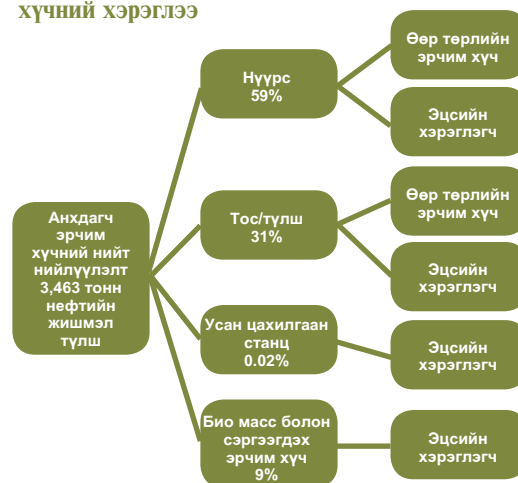 хүчний хэрэглээ
Анхдагч
эрчим
хүчний нийт
нийлүүлэлт
3,463 тонн
нефтийн
жишмэл
түлш
Нүүрс
59%
Өөр төрлийн
эрчим хүч
Эцсийн
хэрэглэгч
Тос/түлш
31%
Өөр төрлийн
эрчим хүч
Эцсийн
хэрэглэгч
Усан цахилгаан
станц
0.02%
Эцсийн
хэрэглэгч
Био масс болон
сэргээгдэх
эрчим хүч
9%
Эцсийн
хэрэглэгч